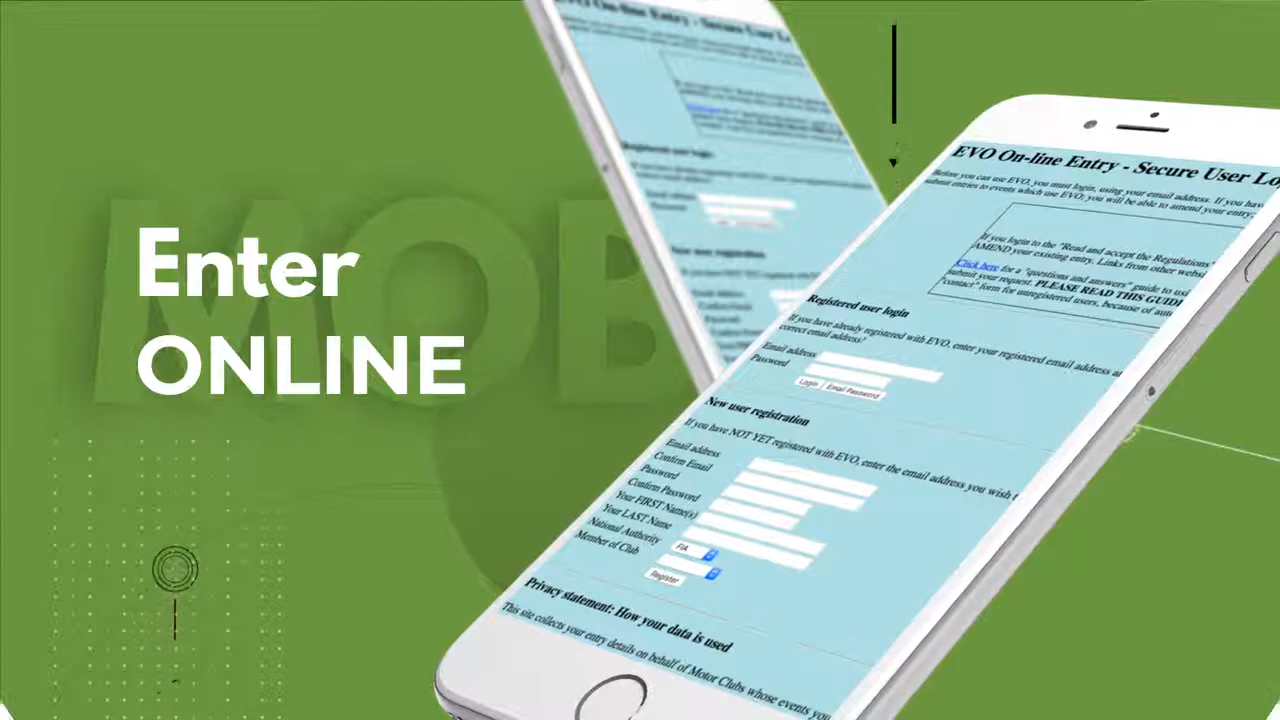 MOB
Enter
ONLINE
EVO On-line Entry - Secure User Lo
Before you can use EVO, you must login, using your email address. If you have
submit entries to events which use EVO; you will be able to amend your entry;
If you login to the "Read and accept the Regulations"
AMEND your existing entry. Links from other websi
Click here for a "questions and answers" guide to usi
submit your request. PLEASE READ THIS GUIDE
"contact" form for unregistered users, because of aut
Registered user login
If you have already registered with EVO, enter your registered email address a
correct email address?
Email address
Password
Login Email Password
New user registration
If you have NOT YET registered with EVO, enter the email address you wish t
Email address
Confirm Email
Password
Confirm Password
Your FIRST Name(s)
Your LAST Name
National Authority FIA
Member of Club
Register
Privacy statement: How your data is used
This site collects your entry details on behalf of Motor Clubs whose events you